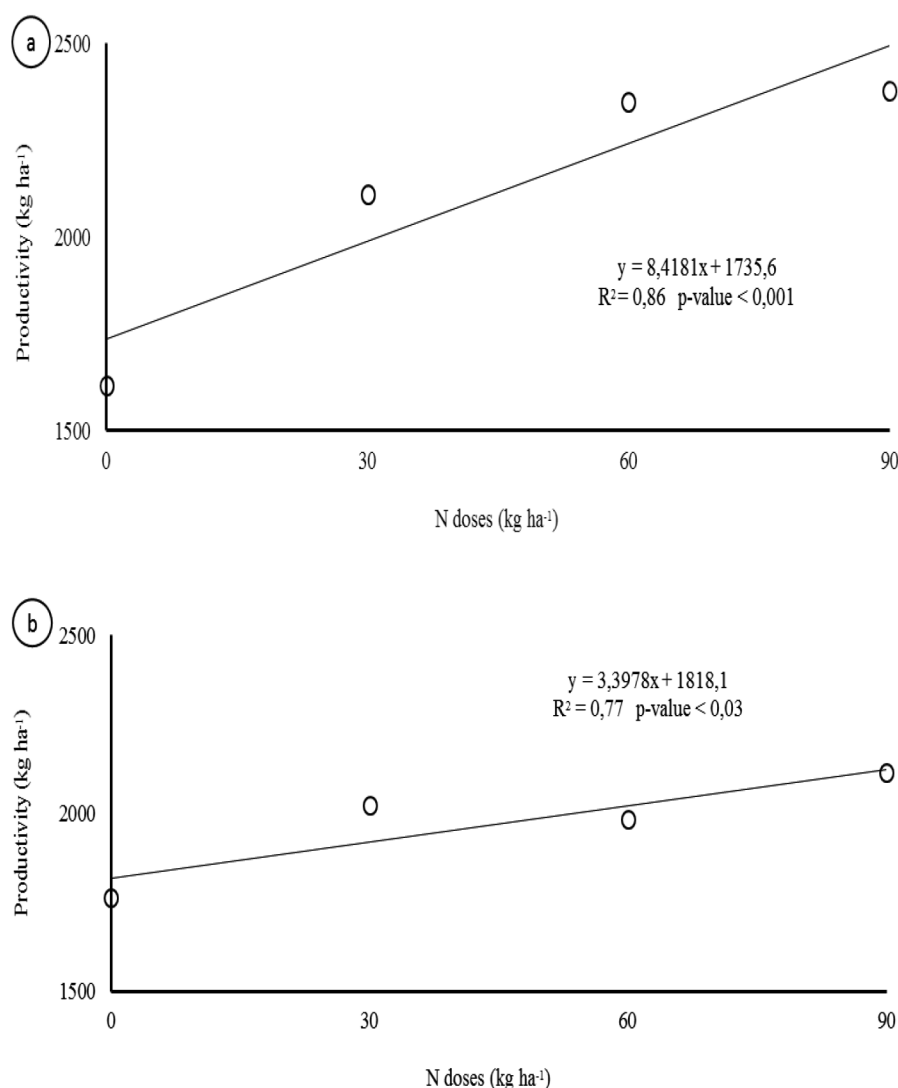 a
2500
2000
1500
Productivity (kg ha⁻¹)
y = 8,4181x + 1735,6
R² = 0,86 p-value < 0,001
0 30 60 90
N doses (kg ha⁻¹)
b
2500
2000
1500
Productivity (kg ha⁻¹)
y = 3,3978x + 1818,1
R² = 0,77 p-value < 0,03
0 30 60 90
N doses (kg ha⁻¹)